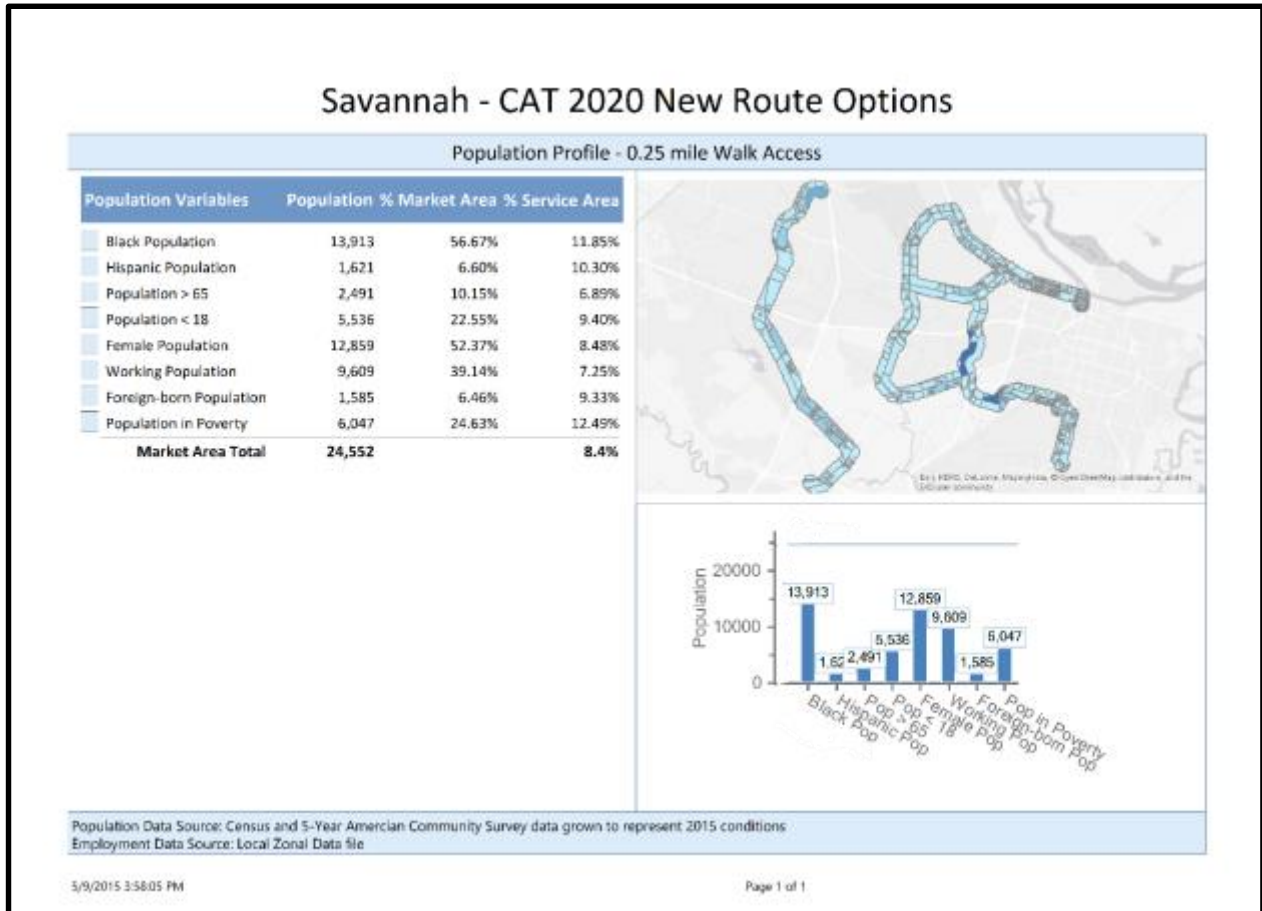 Savannah - CAT 2020 New Route Options
Population Profile - 0.25 mile Walk Access
Population Variables Population % Market Area % Service Area
Black Population 13,913 56.67% 11.85%
Hispanic Population 1,621 6.60% 10.30%
Population > 65 2,491 10.15% 6.89%
Population < 18 5,536 22.55% 9.40%
Female Population 12,859 52.37% 8.48%
Working Population 9,609 39.14% 7.25%
Foreign-born Population 1,585 6.46% 9.33%
Population in Poverty 6,047 24.63% 12.49%
Market Area Total 24,552 8.4%
Population
20000
10000
0
13,913
1,62
2,491
5,536
12,859
9,609
1,585
6,047
Black Pop
Hispanic Pop
Pop > 65
Pop < 18
Female Pop
Working Pop
Foreign-born Pop
Pop in Poverty
Population Data Source: Census and 5-Year Amercian Community Survey data grown to represent 2015 conditions
Employment Data Source: Local Zonal Data file
5/9/2015 3:58:05 PM Page 1 of 1